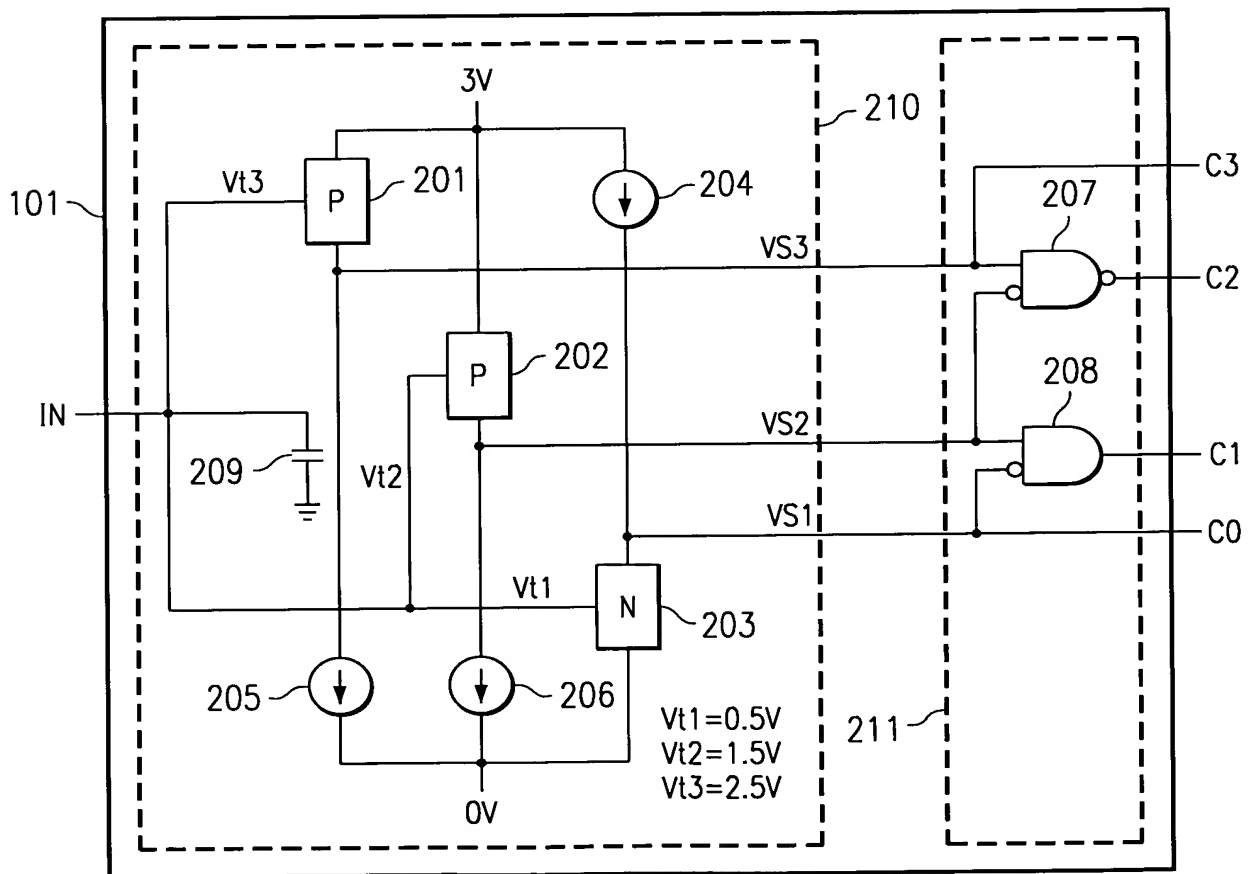 3V
210
C3
Vt3
P
201
204
207
101
VS3
C2
P
202
208
IN
209
Vt2
VS2
C1
VS1
C0
Vt1
N
203
205
206
Vt1=0.5V
Vt2=1.5V
Vt3=2.5V
211
0V